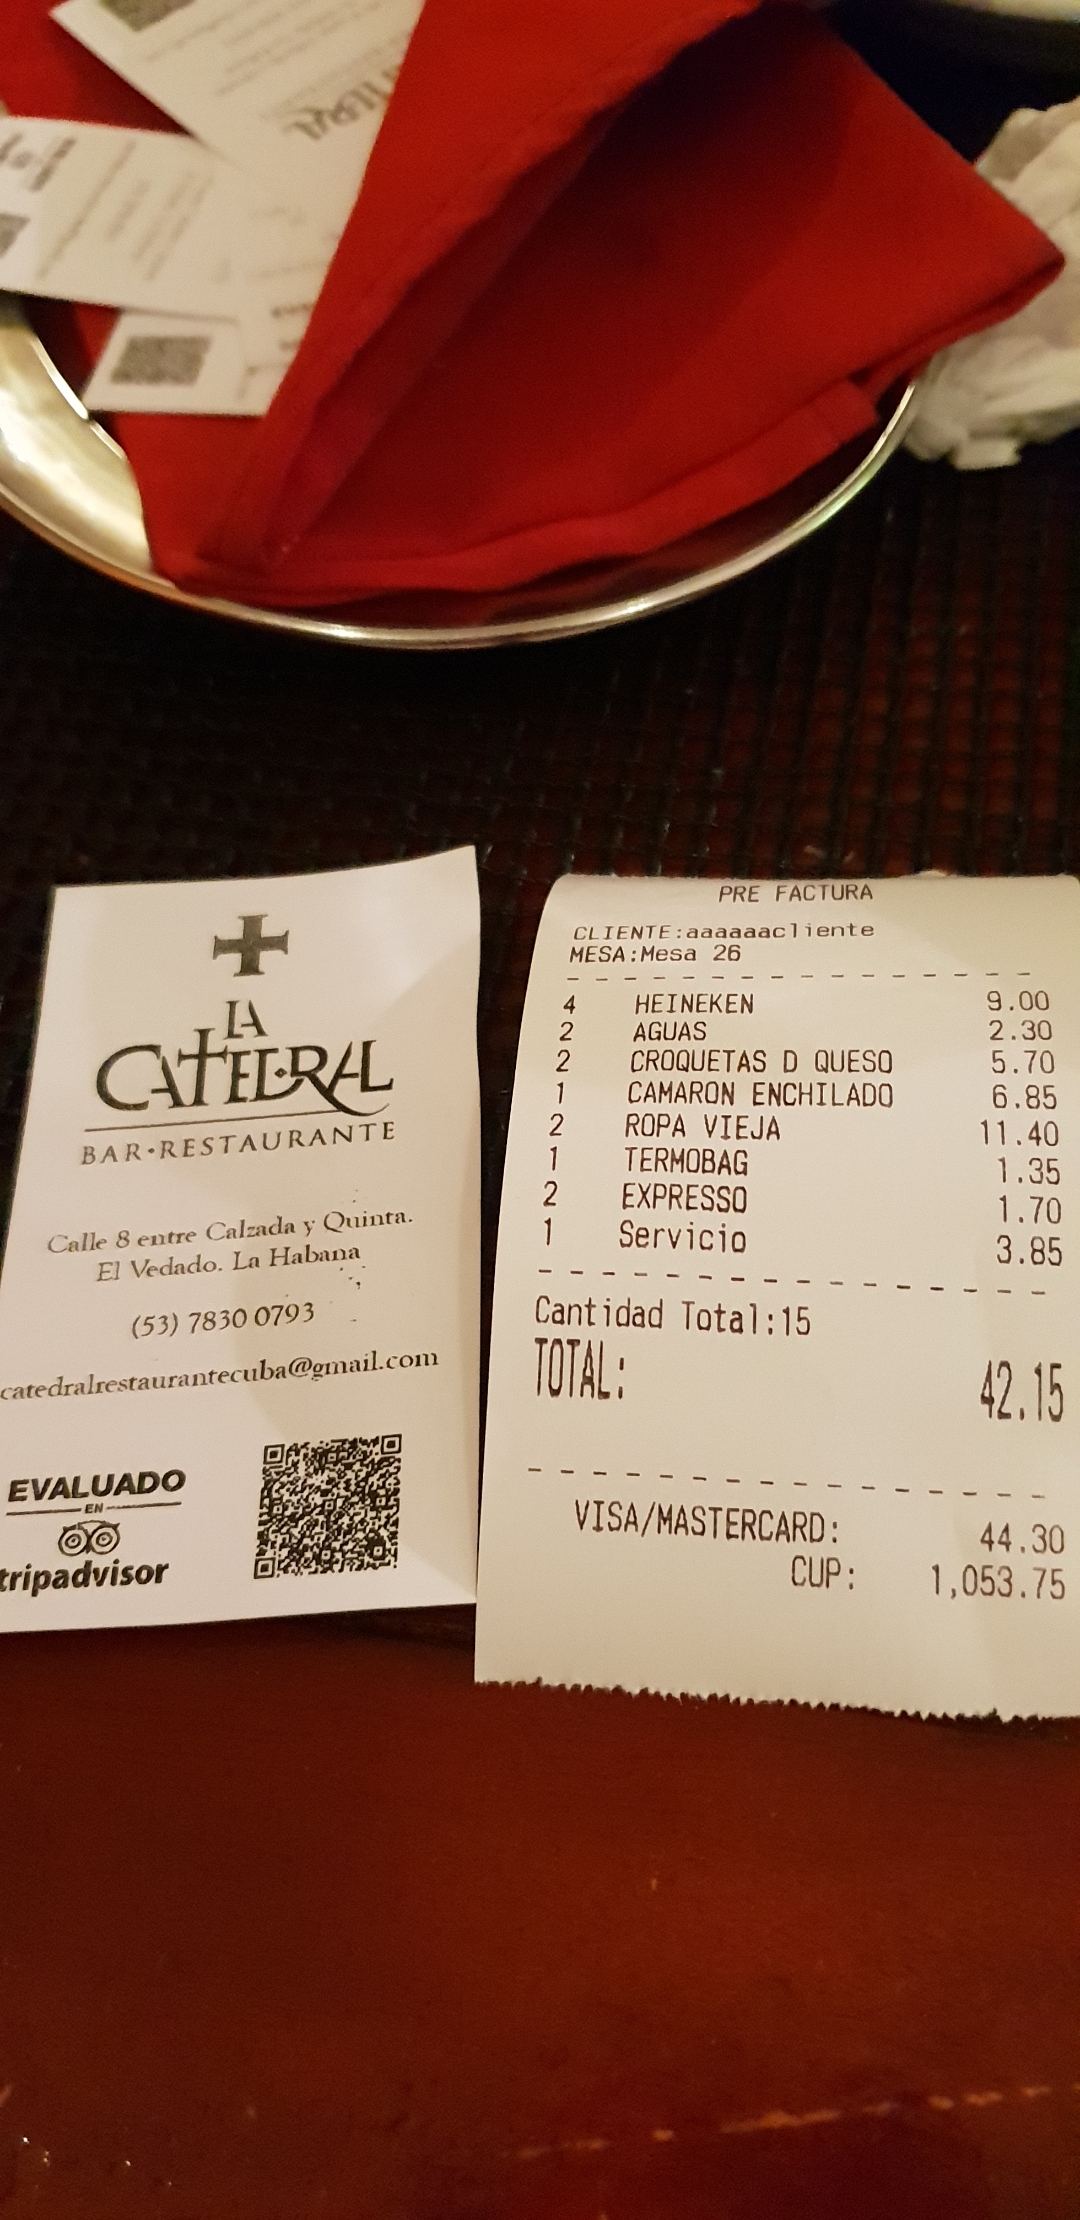 LA
CATEDRAL
BAR·RESTAURANTE
Calle 8 entre Calzada y Quinta.
El Vedado. La Habana
(53) 7830 0793
catedralrestaurantecuba@gmail.com
EVALUADO
EN
tripadvisor
PRE FACTURA
CLIENTE:aaaaaacliente
MESA:Mesa 26
4 HEINEKEN 9.00
2 AGUAS 2.30
2 CROQUETAS D QUESO 5.70
1 CAMARON ENCHILADO 6.85
2 ROPA VIEJA 11.40
1 TERMOBAG 1.35
2 EXPRESSO 1.70
1 Servicio 3.85
Cantidad Total:15
TOTAL: 42.15
VISA/MASTERCARD: 44.30
CUP: 1,053.75